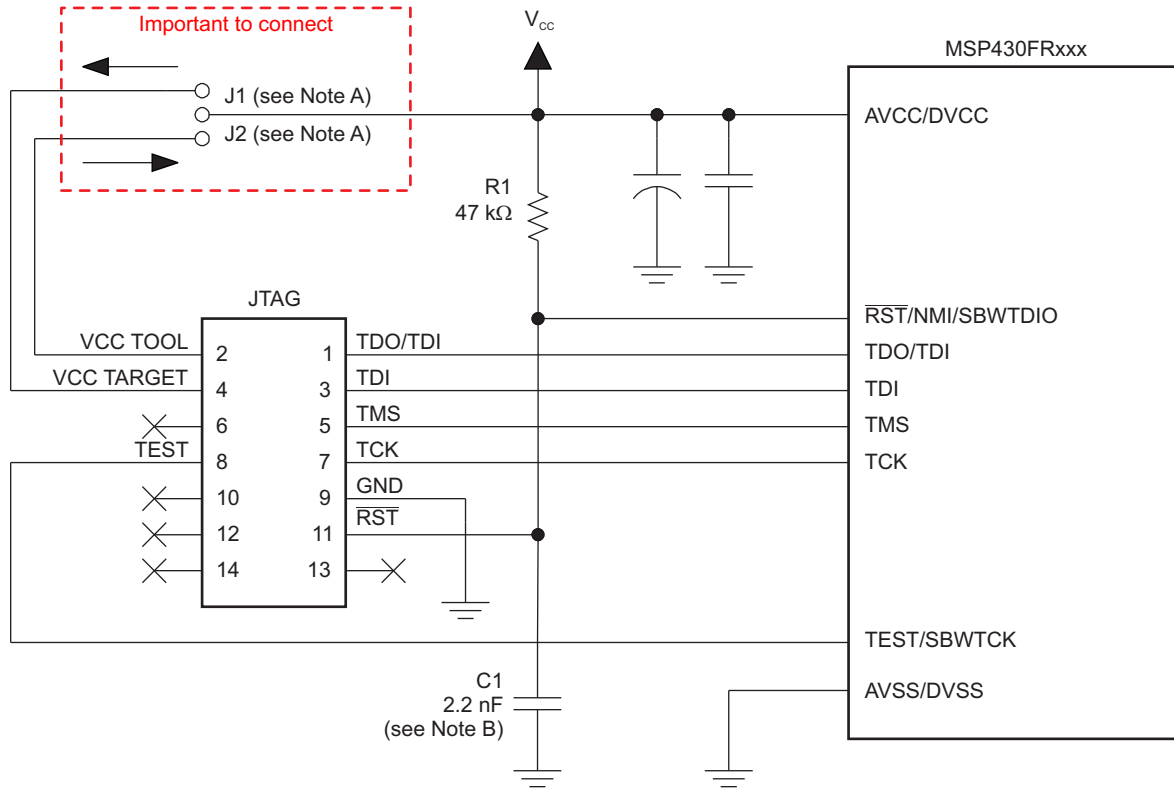 Important to connect
VCC
MSP430FRxxx
J1 (see Note A)
J2 (see Note A)
AVCC/DVCC
R1
47 kΩ
JTAG
RST/NMI/SBWTDIO
VCC TOOL 2 1 TDO/TDI TDO/TDI
VCC TARGET 4 3 TDI TDI
6 5 TMS TMS
TEST 8 7 TCK TCK
10 9 GND
12 11 RST
14 13
TEST/SBWTCK
C1
2.2 nF
(see Note B)
AVSS/DVSS